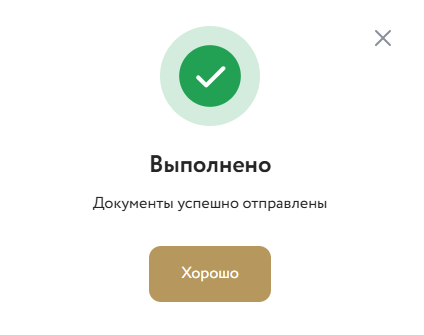 Выполнено
Документы успешно отправлены
Хорошо